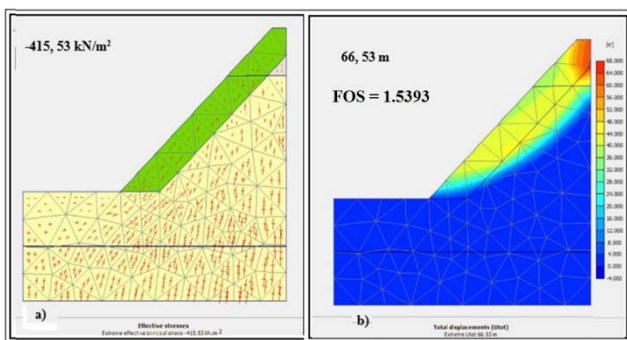 -415, 53 kN/m²
a)
Effective stresses
Extreme effective principal stress -415.53 kN/m²
66, 53 m
FOS = 1.5393
[m]
68.000
64.000
60.000
56.000
52.000
48.000
44.000
40.000
36.000
32.000
28.000
24.000
20.000
16.000
12.000
8.000
4.000
0.000
-4.000
b)
Total displacements (Utot)
Extreme Utot 66.53 m